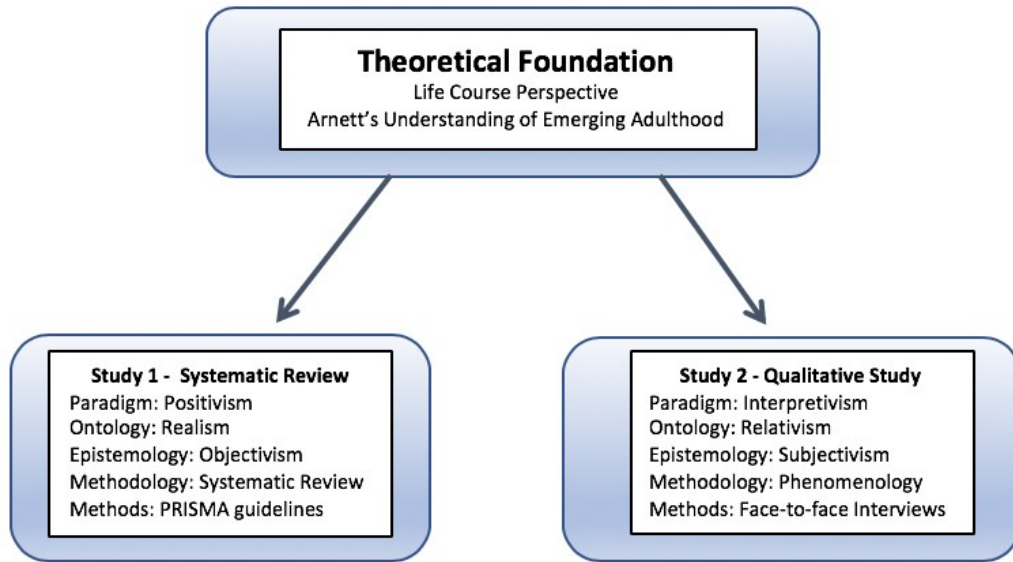 Theoretical Foundation
Life Course Perspective
Arnett's Understanding of Emerging Adulthood
Study 1 - Systematic Review
Paradigm: Positivism
Ontology: Realism
Epistemology: Objectivism
Methodology: Systematic Review
Methods: PRISMA guidelines
Study 2 - Qualitative Study
Paradigm: Interpretivism
Ontology: Relativism
Epistemology: Subjectivism
Methodology: Phenomenology
Methods: Face-to-face Interviews